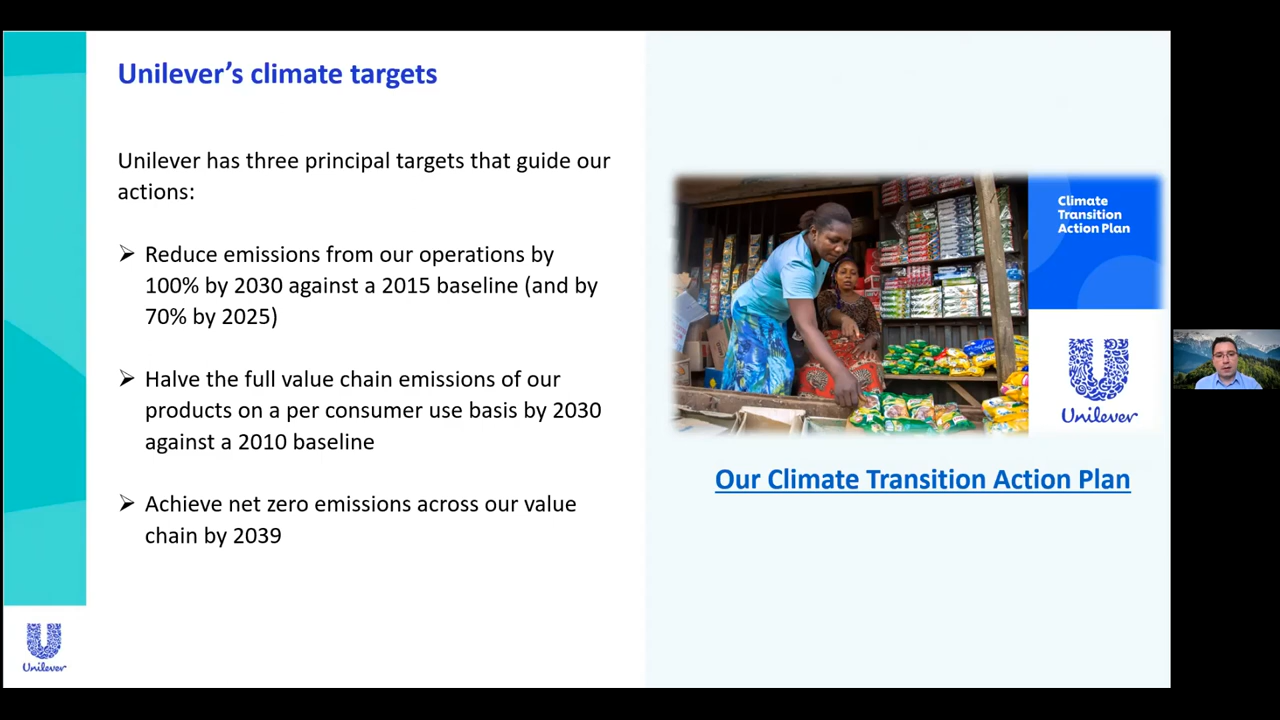 Unilever’s climate targets
Unilever has three principal targets that guide our
actions:
➢ Reduce emissions from our operations by
100% by 2030 against a 2015 baseline (and by
70% by 2025)
➢ Halve the full value chain emissions of our
products on a per consumer use basis by 2030
against a 2010 baseline
➢ Achieve net zero emissions across our value
chain by 2039
Unilever
Climate
Transition
Action Plan
Unilever
Our Climate Transition Action Plan